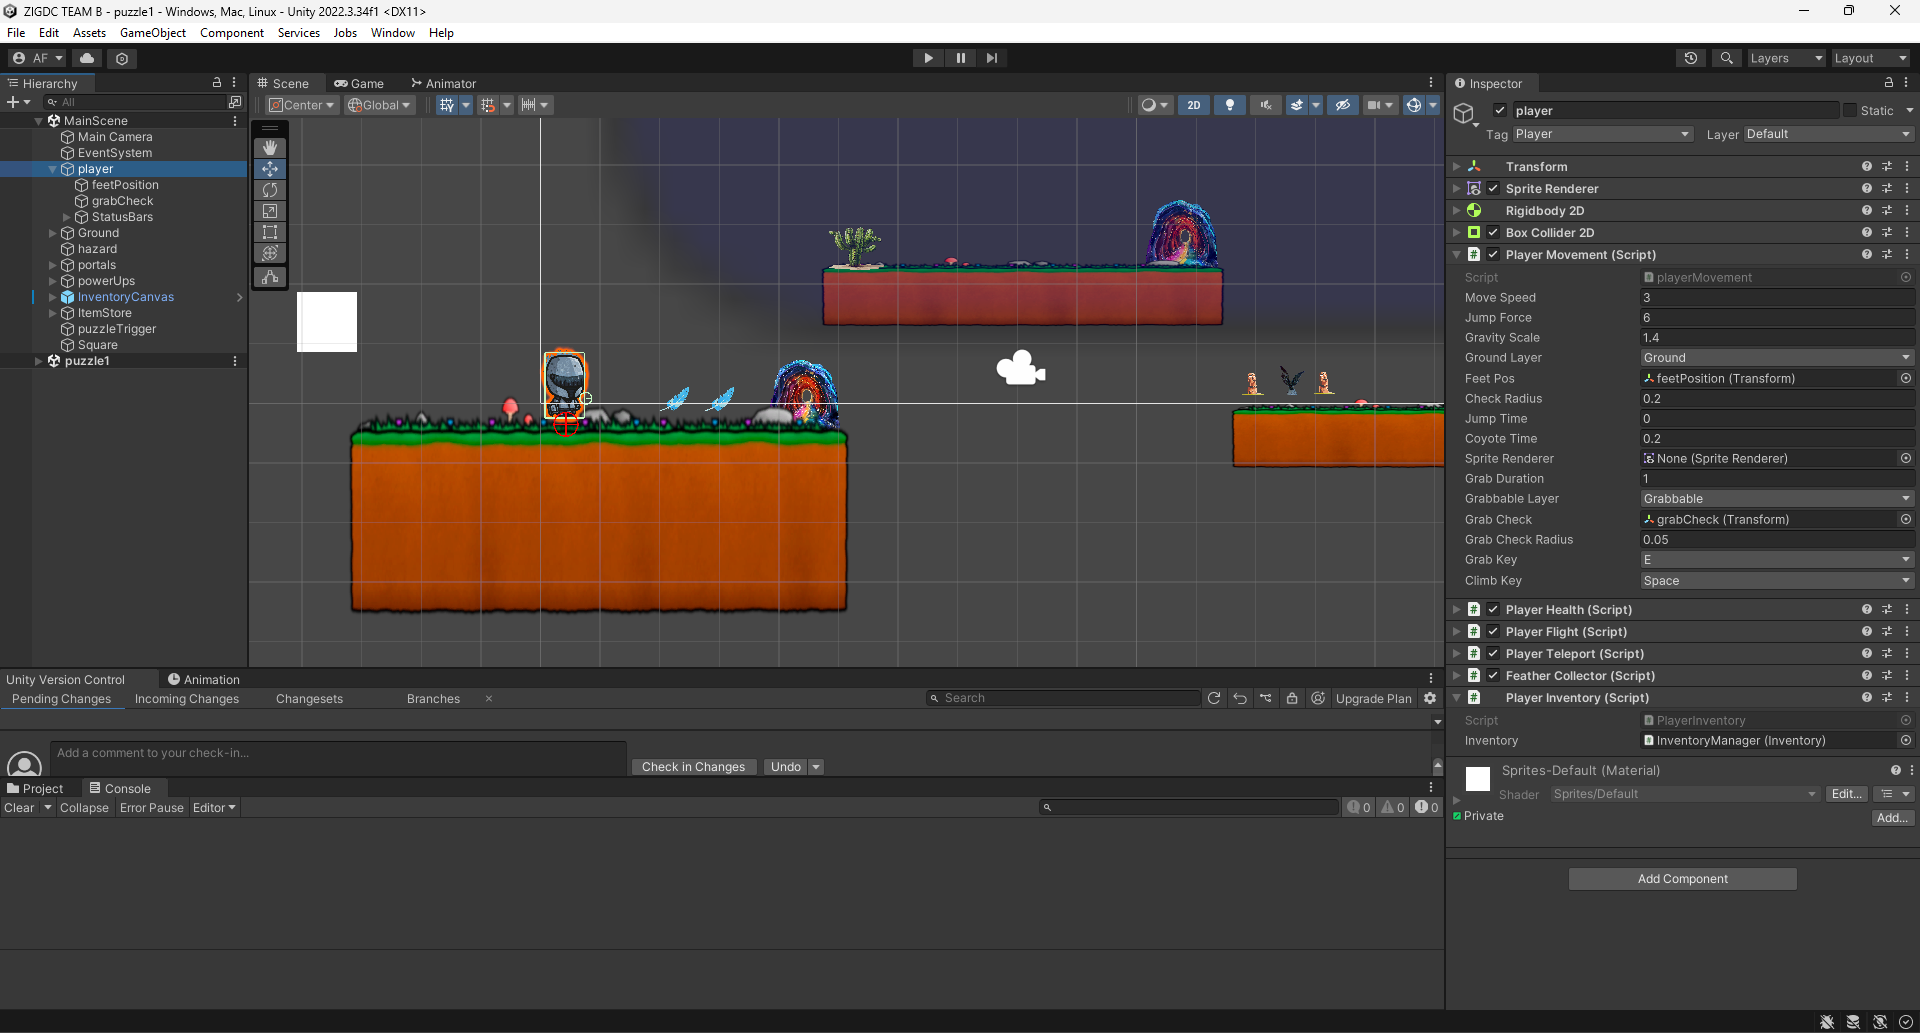 ZIGDC TEAM B - puzzle1 - Windows, Mac, Linux - Unity 2022.3.34f1 <DX11>
File Edit Assets GameObject Component Services Jobs Window Help
AF Layers Layout
Hierarchy
All
MainScene
Main Camera
EventSystem
player
feetPosition
grabCheck
StatusBars
Ground
hazard
portals
powerUps
InventoryCanvas
ItemStore
puzzleTrigger
Square
puzzle1
Scene Game Animator
Center Global 2D
Inspector
player Static
Tag Player Layer Default
Transform
Sprite Renderer
Rigidbody 2D
Box Collider 2D
Player Movement (Script)
Script playerMovement
Move Speed 3
Jump Force 6
Gravity Scale 1.4
Ground Layer Ground
Feet Pos feetPosition (Transform)
Check Radius 0.2
Jump Time 0
Coyote Time 0.2
Sprite Renderer None (Sprite Renderer)
Grab Duration 1
Grabbable Layer Grabbable
Grab Check grabCheck (Transform)
Grab Check Radius 0.05
Grab Key E
Climb Key Space
Player Health (Script)
Player Flight (Script)
Player Teleport (Script)
Feather Collector (Script)
Player Inventory (Script)
Script PlayerInventory
Inventory InventoryManager (Inventory)
Sprites-Default (Material)
Shader Sprites/Default Edit...
Private
Add...
Add Component
Unity Version Control Animation
Pending Changes Incoming Changes Changesets Branches × Search Upgrade Plan
Add a comment to your check-in...
Check in Changes Undo
Project Console
Clear Collapse Error Pause Editor 0 0 0